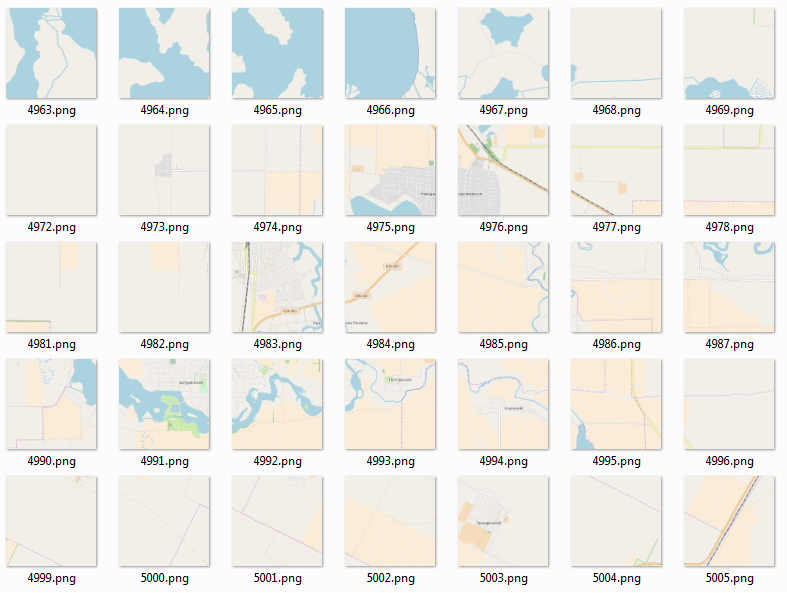 4963.png 4964.png 4965.png 4966.png 4967.png 4968.png 4969.png
4972.png 4973.png 4974.png 4975.png 4976.png 4977.png 4978.png
4981.png 4982.png 4983.png 4984.png 4985.png 4986.png 4987.png
4990.png 4991.png 4992.png 4993.png 4994.png 4995.png 4996.png
4999.png 5000.png 5001.png 5002.png 5003.png 5004.png 5005.png